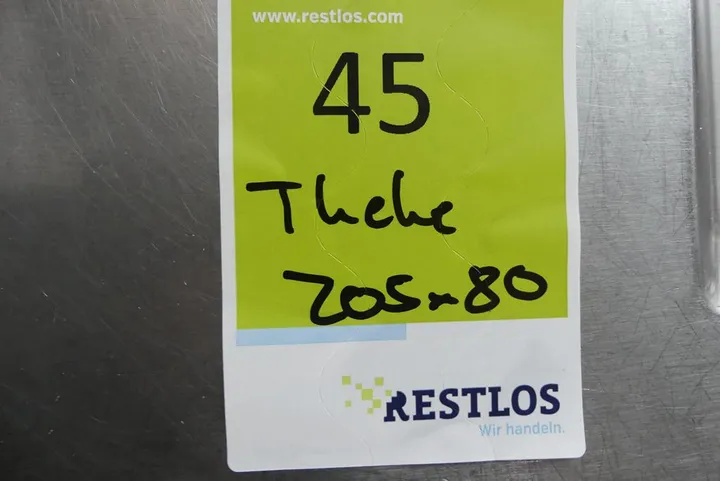 www.restlos.com
45
Theke
205x80
RESTLOS
Wir handeln.